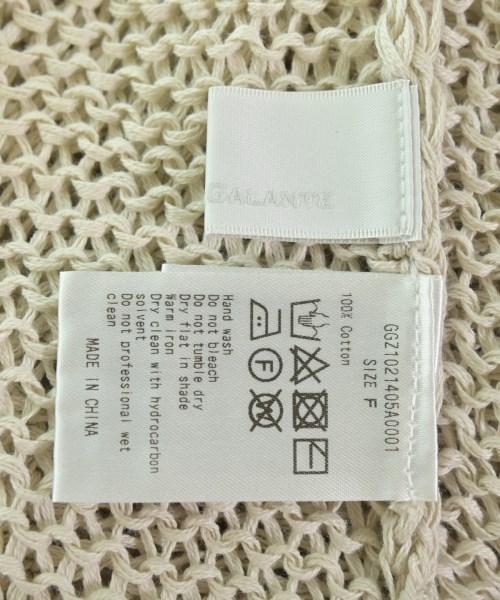 GALANTE
GGZ1021405A0001
SIZE F
100% Cotton
Hand wash
Do not bleach
Do not tumble dry
Dry flat in shade
Warm iron
Dry clean with hydrocarbon
solvent
Do not professional wet
clean
MADE IN CHINA